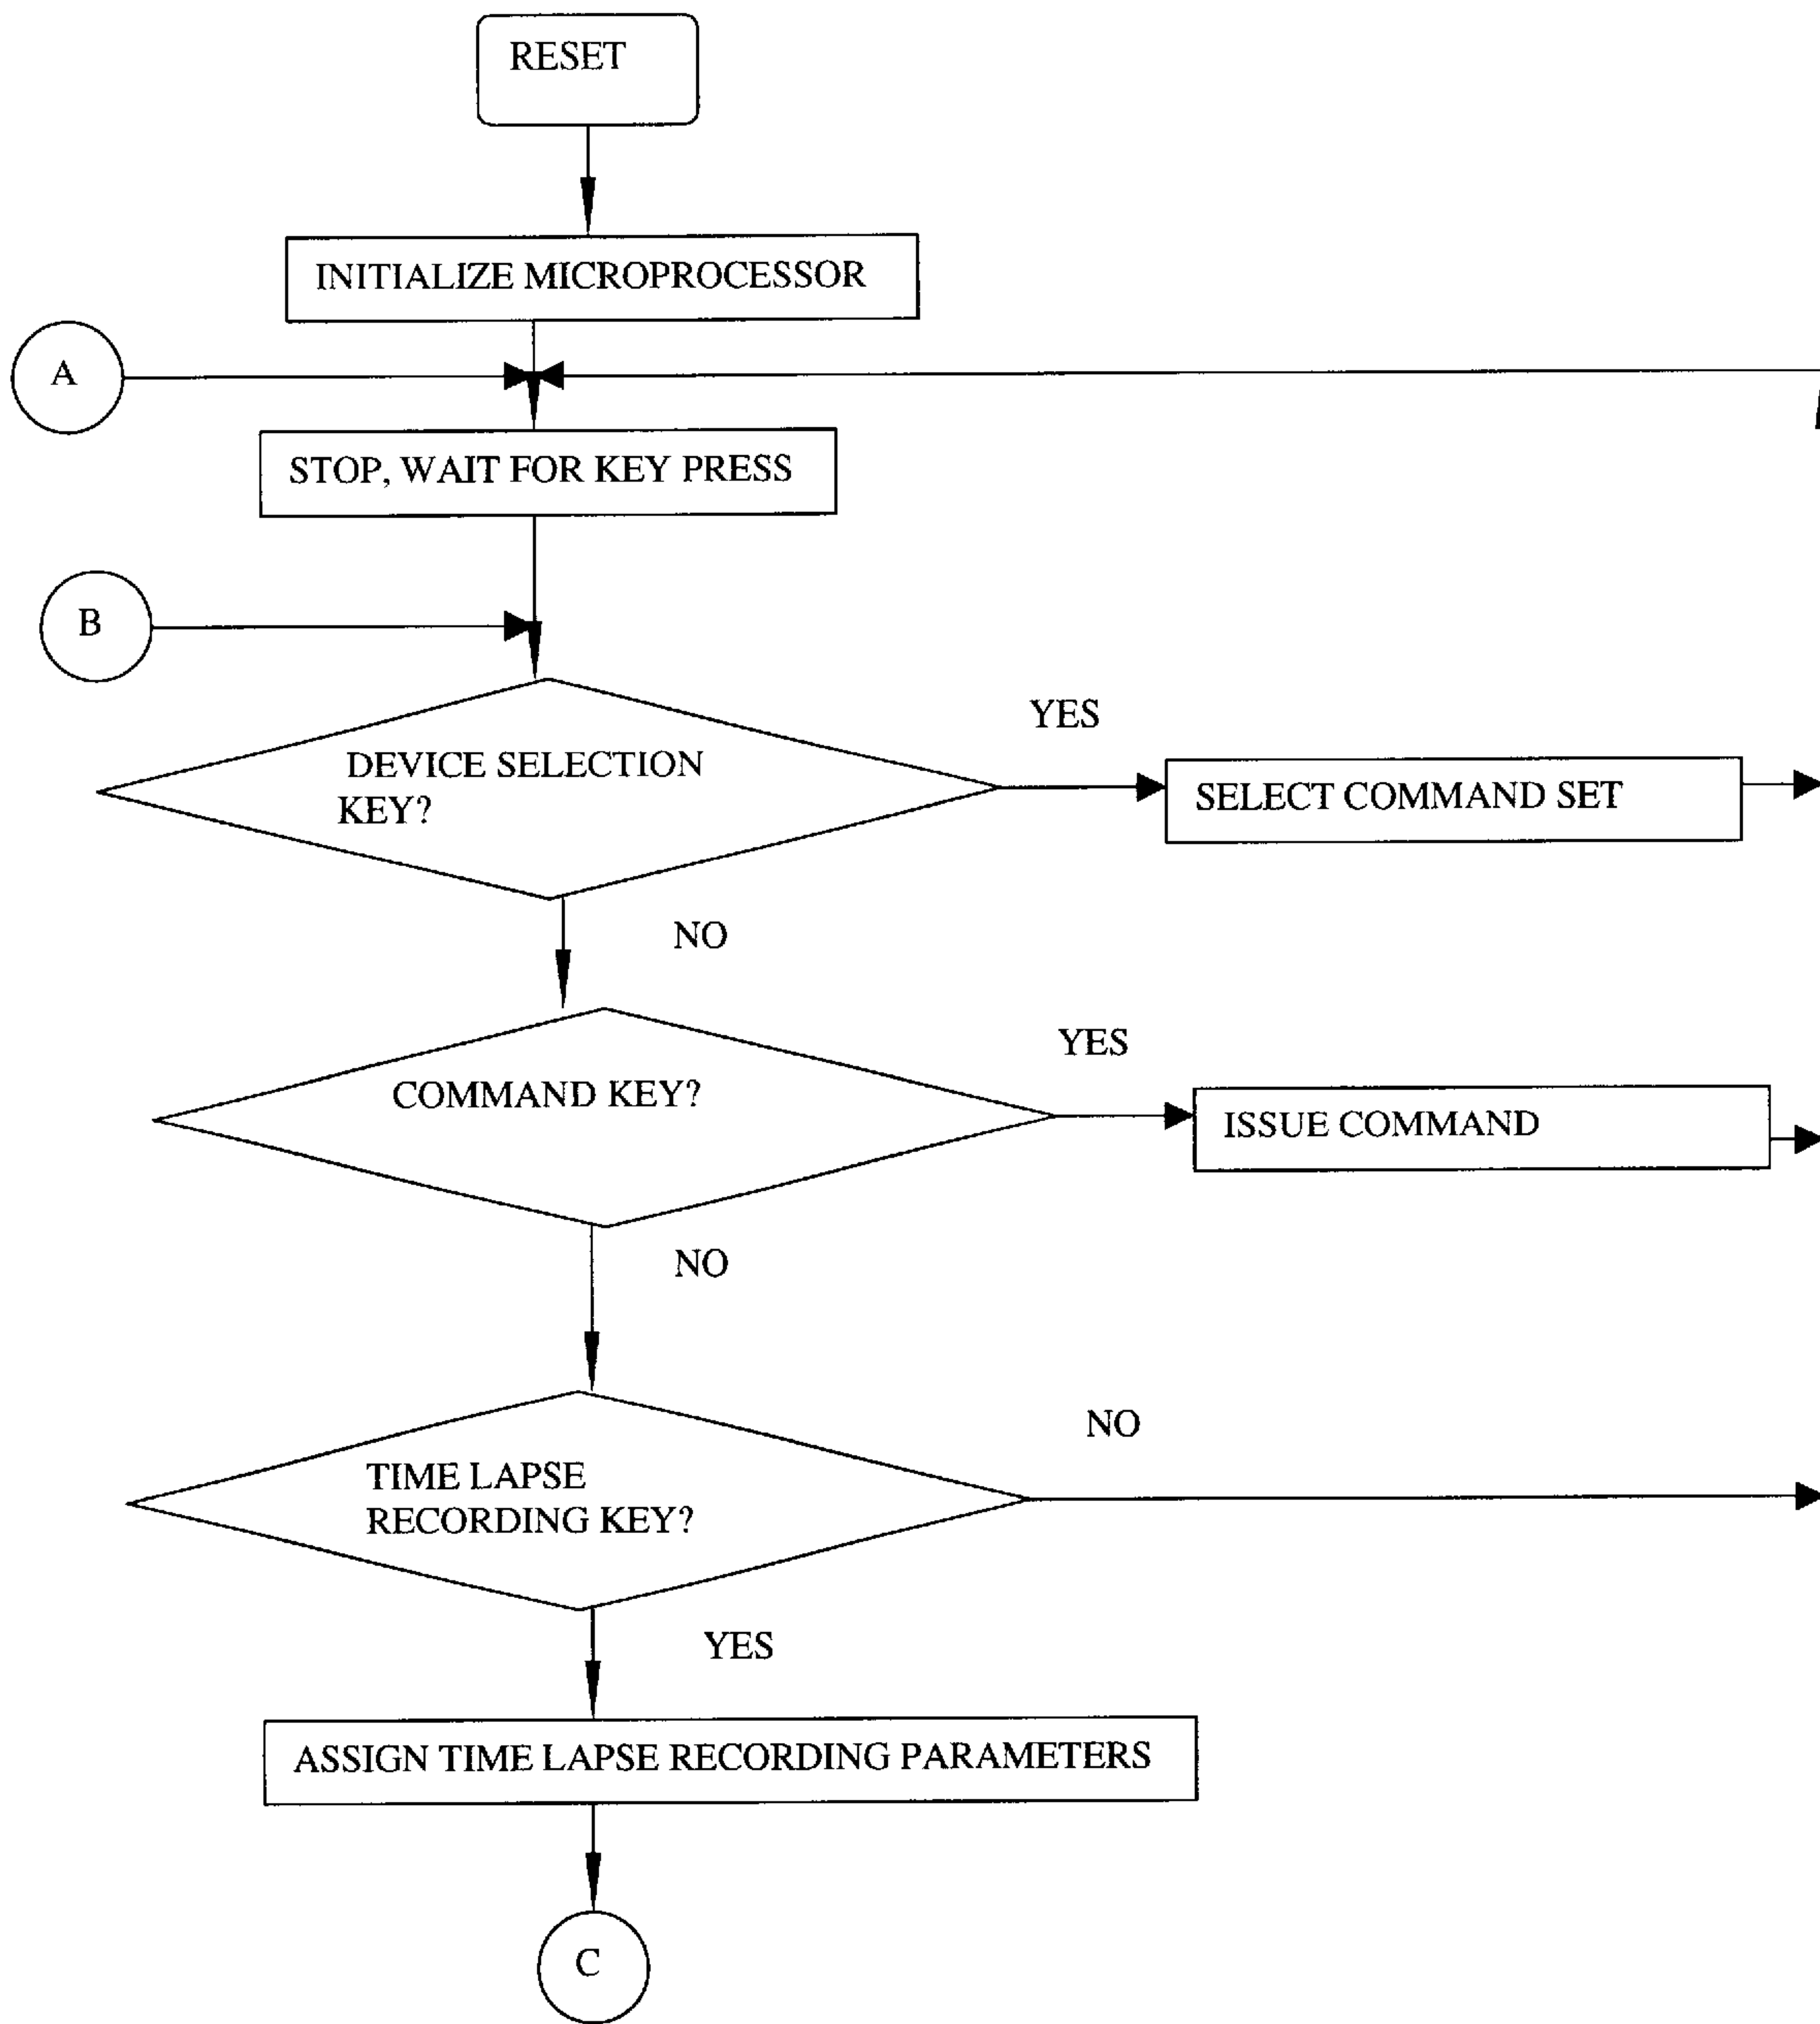 RESET
INITIALIZE MICROPROCESSOR
A
STOP, WAIT FOR KEY PRESS
B
YES
DEVICE SELECTION
KEY?
SELECT COMMAND SET
NO
YES
COMMAND KEY?
ISSUE COMMAND
NO
NO
TIME LAPSE
RECORDING KEY?
YES
ASSIGN TIME LAPSE RECORDING PARAMETERS
C